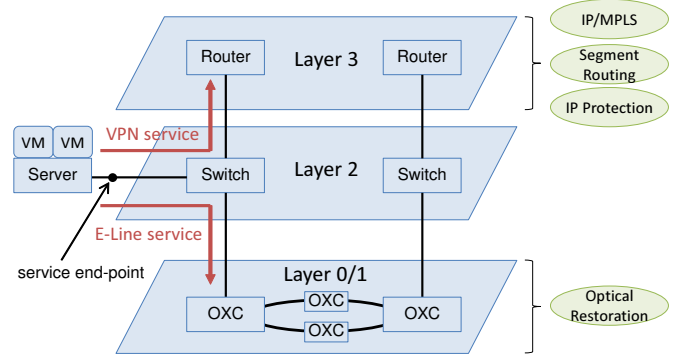 IP/MPLS
Router
Layer 3
Router
Segment
Routing
IP Protection
VPN service
VM
VM
Server
Switch
Layer 2
Switch
E-Line service
service end-point
Layer 0/1
OXC
OXC
OXC
OXC
Optical
Restoration